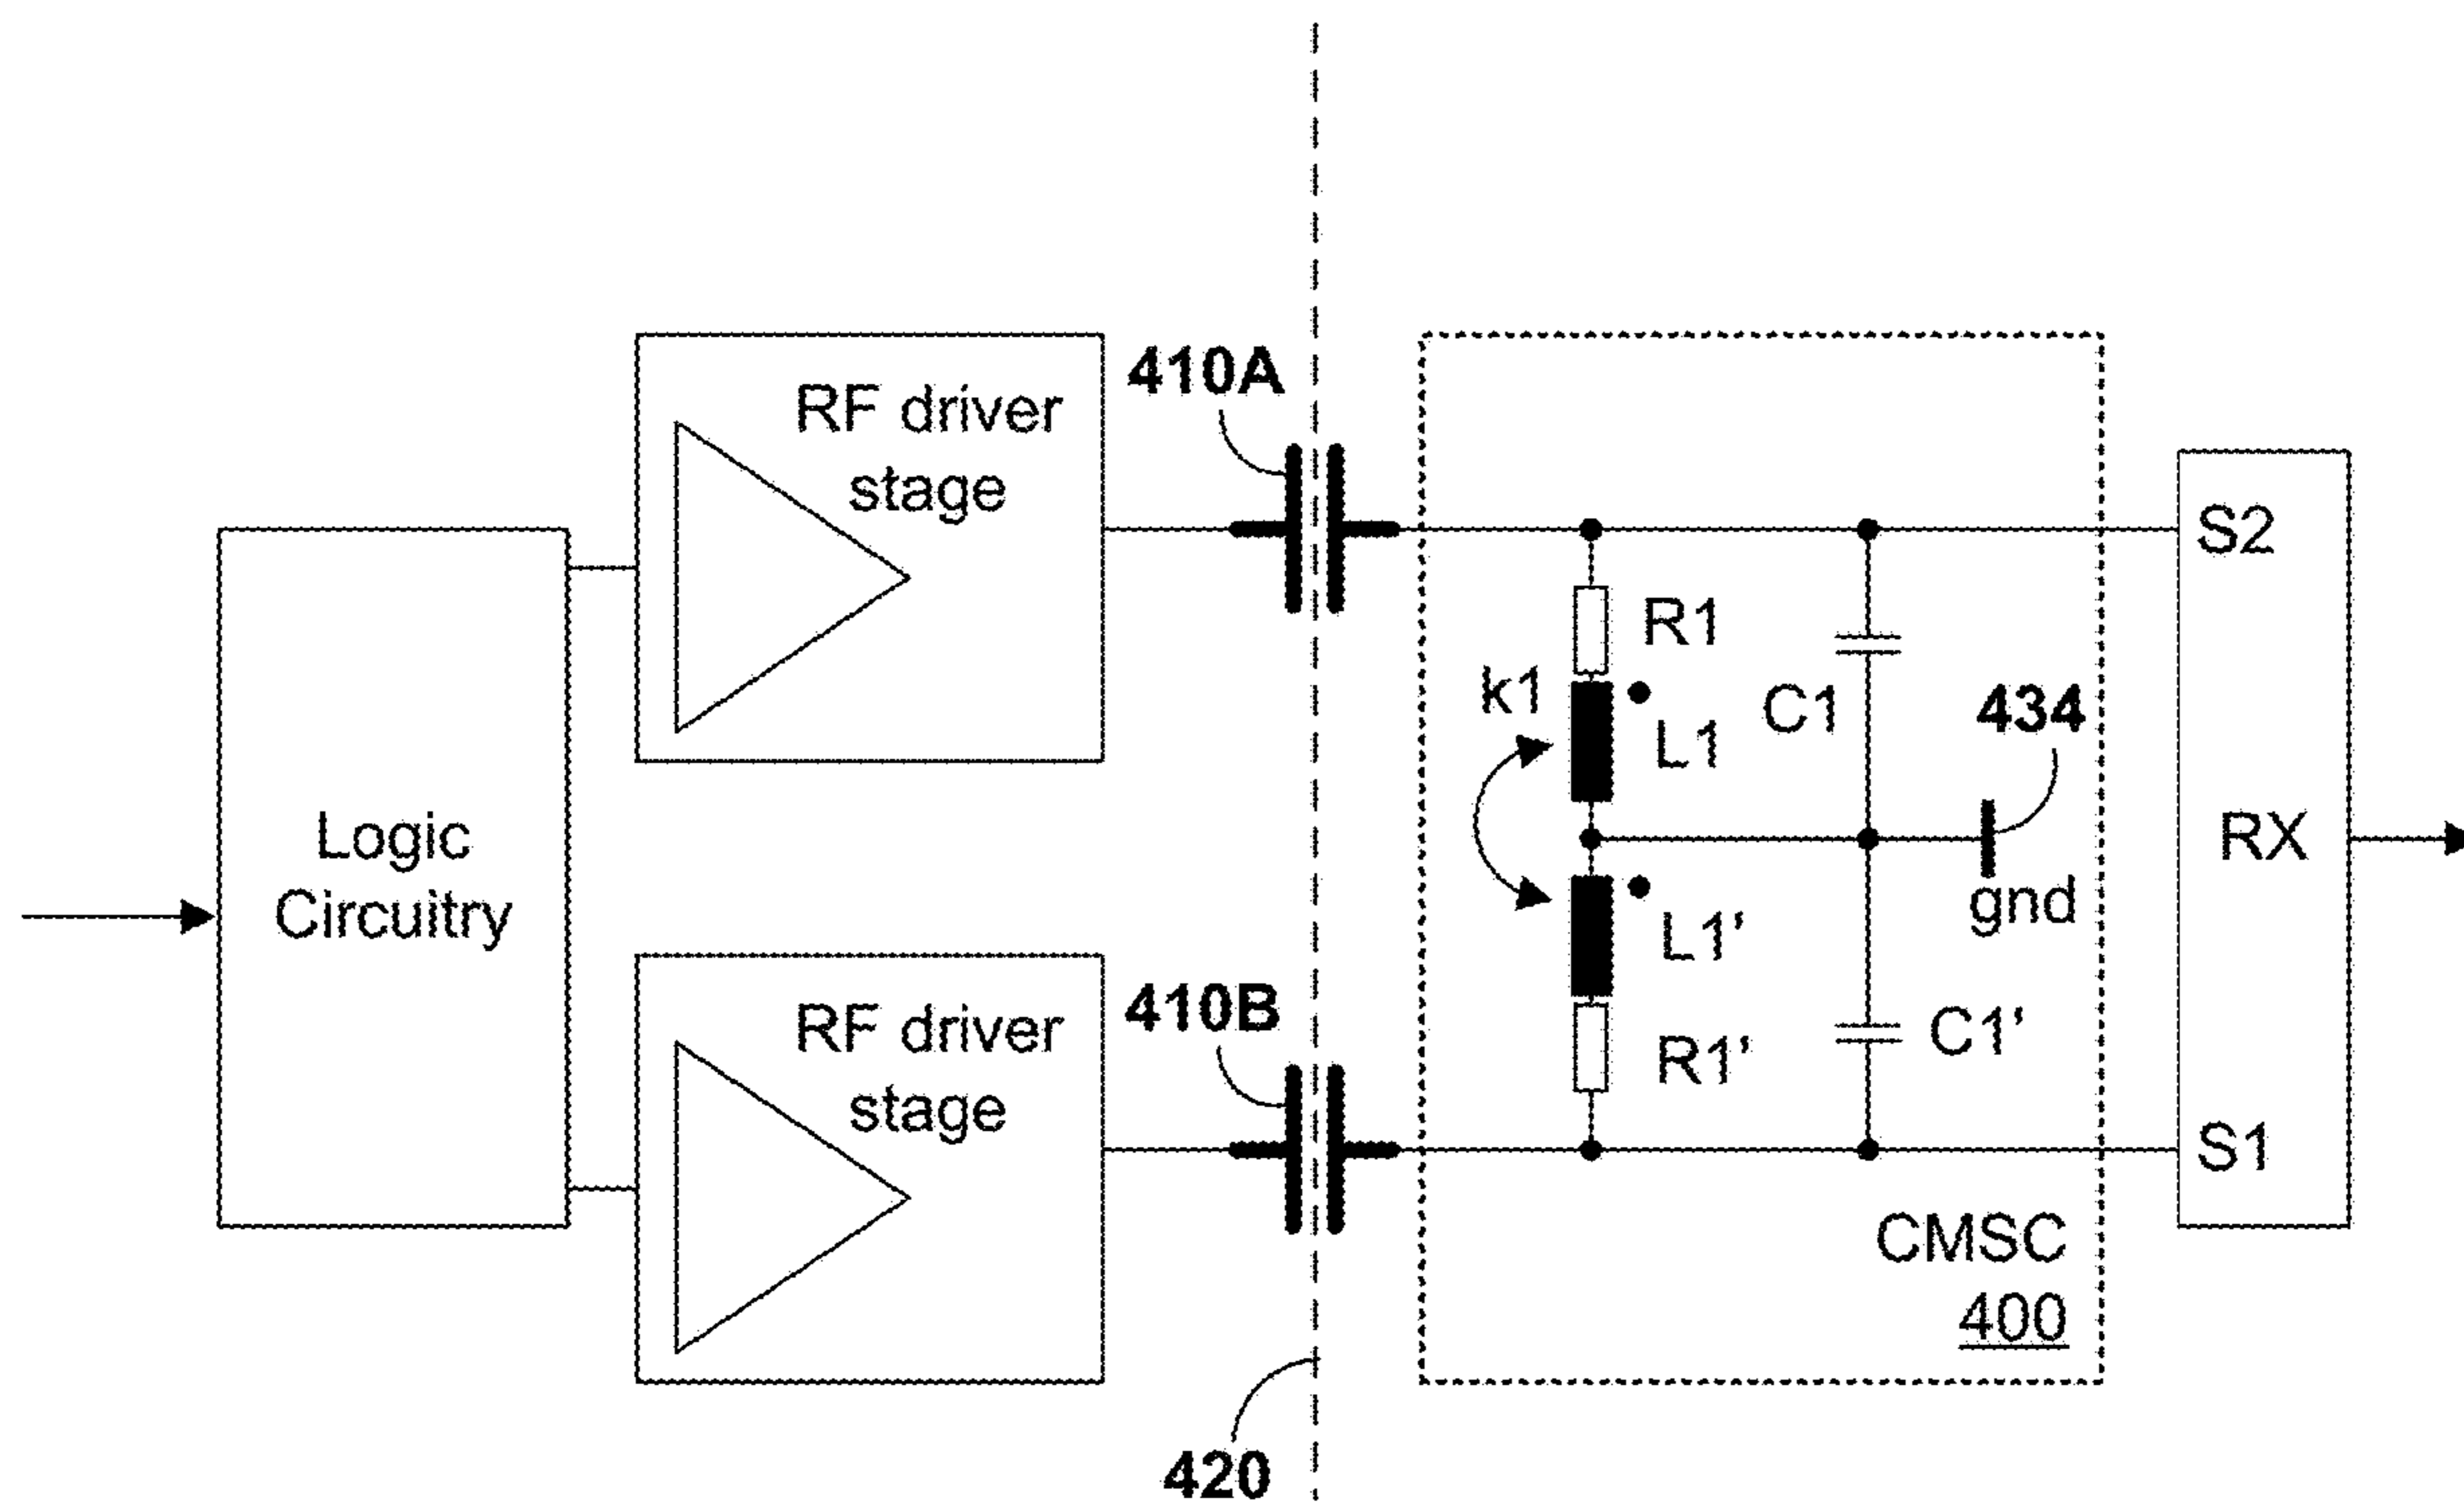 RF driver
stage
410A
R1
k1
L1
C1
434
S2
Logic
Circuitry
RX
gnd
L1'
RF driver
stage
410B
R1'
C1'
S1
CMSC
400
420